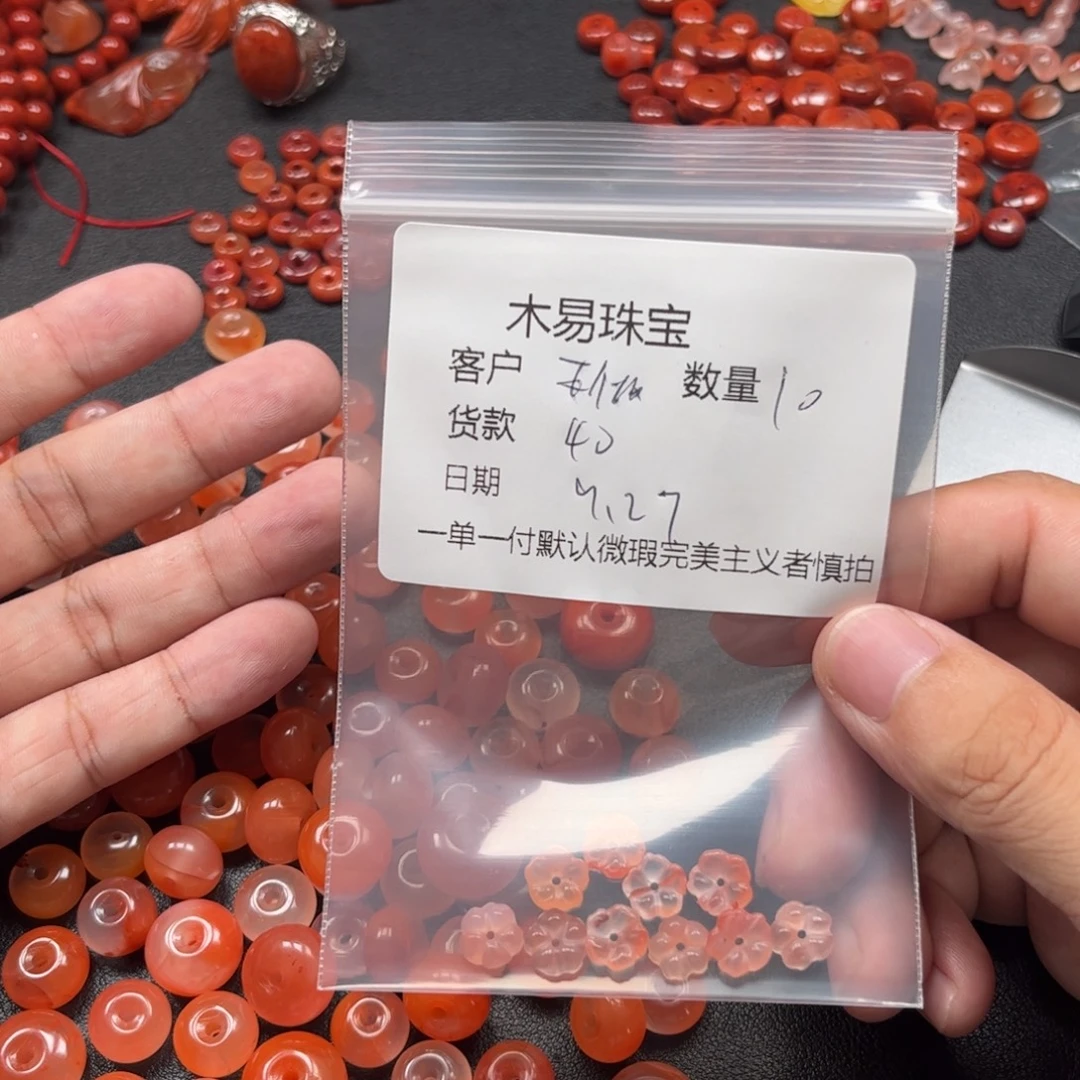 木易珠宝
客户 数量 10
货款 40
日期 7.27
一单一付默认微瑕完美主义者慎拍